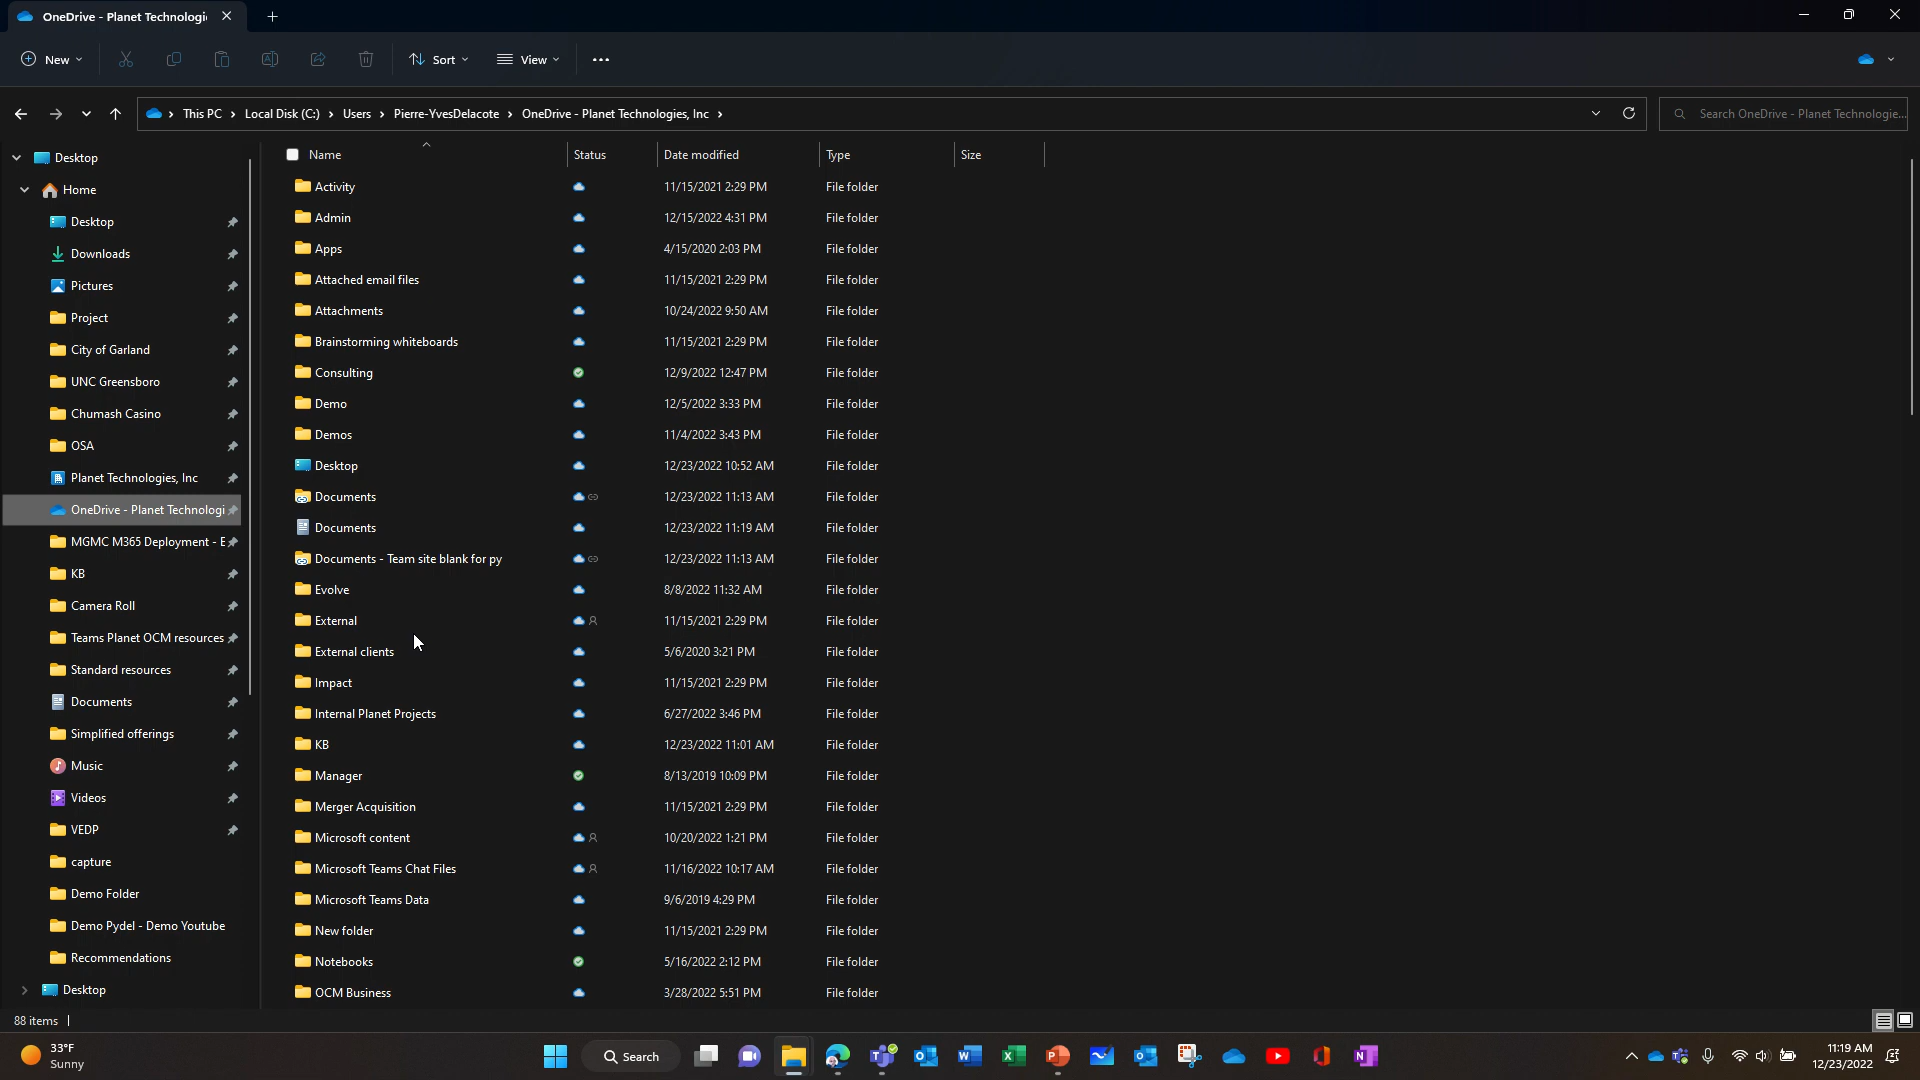 OneDrive - Planet Technologi
New
Sort
View
This PC > Local Disk (C:) > Users > Pierre-YvesDelacote > OneDrive - Planet Technologies, Inc >
Search OneDrive - Planet Technologie...
Desktop
Home
Desktop
Downloads
Pictures
Project
City of Garland
UNC Greensboro
Chumash Casino
OSA
Planet Technologies, Inc
OneDrive - Planet Technologi
MGMC M365 Deployment - E
KB
Camera Roll
Teams Planet OCM resources
Standard resources
Documents
Simplified offerings
Music
Videos
VEDP
capture
Demo Folder
Demo Pydel - Demo Youtube
Recommendations
Desktop
Name Status Date modified Type Size
Activity 11/15/2021 2:29 PM File folder
Admin 12/15/2022 4:31 PM File folder
Apps 4/15/2020 2:03 PM File folder
Attached email files 11/15/2021 2:29 PM File folder
Attachments 10/24/2022 9:50 AM File folder
Brainstorming whiteboards 11/15/2021 2:29 PM File folder
Consulting 12/9/2022 12:47 PM File folder
Demo 12/5/2022 3:33 PM File folder
Demos 11/4/2022 3:43 PM File folder
Desktop 12/23/2022 10:52 AM File folder
Documents 12/23/2022 11:13 AM File folder
Documents 12/23/2022 11:19 AM File folder
Documents - Team site blank for py 12/23/2022 11:13 AM File folder
Evolve 8/8/2022 11:32 AM File folder
External 11/15/2021 2:29 PM File folder
External clients 5/6/2020 3:21 PM File folder
Impact 11/15/2021 2:29 PM File folder
Internal Planet Projects 6/27/2022 3:46 PM File folder
KB 12/23/2022 11:01 AM File folder
Manager 8/13/2019 10:09 PM File folder
Merger Acquisition 11/15/2021 2:29 PM File folder
Microsoft content 10/20/2022 1:21 PM File folder
Microsoft Teams Chat Files 11/16/2022 10:17 AM File folder
Microsoft Teams Data 9/6/2019 4:29 PM File folder
New folder 11/15/2021 2:29 PM File folder
Notebooks 5/16/2022 2:12 PM File folder
OCM Business 3/28/2022 5:51 PM File folder
88 items
33°F
Sunny
Search
11:19 AM
12/23/2022